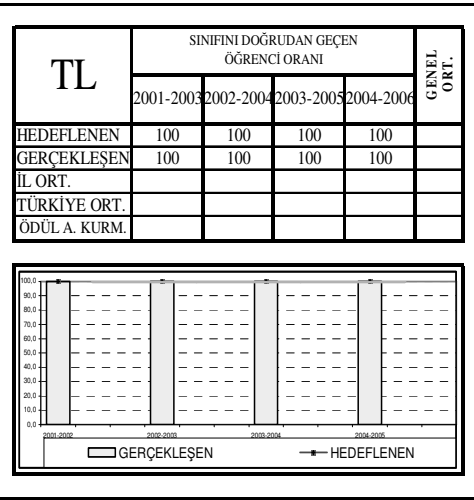 TL
SINIFINI DOĞRUDAN GEÇEN
ÖĞRENCİ ORANI
GENEL
ORT.
2001-2003 2002-2004 2003-2005 2004-2006
HEDEFLENEN 100 100 100 100
GERÇEKLEŞEN 100 100 100 100
İL ORT.
TÜRKİYE ORT.
ÖDÜL A. KURM.
100,0
90,0
80,0
70,0
60,0
50,0
40,0
30,0
20,0
10,0
0,0
2001-2002 2002-2003 2003-2004 2004-2005
GERÇEKLEŞEN HEDEFLENEN